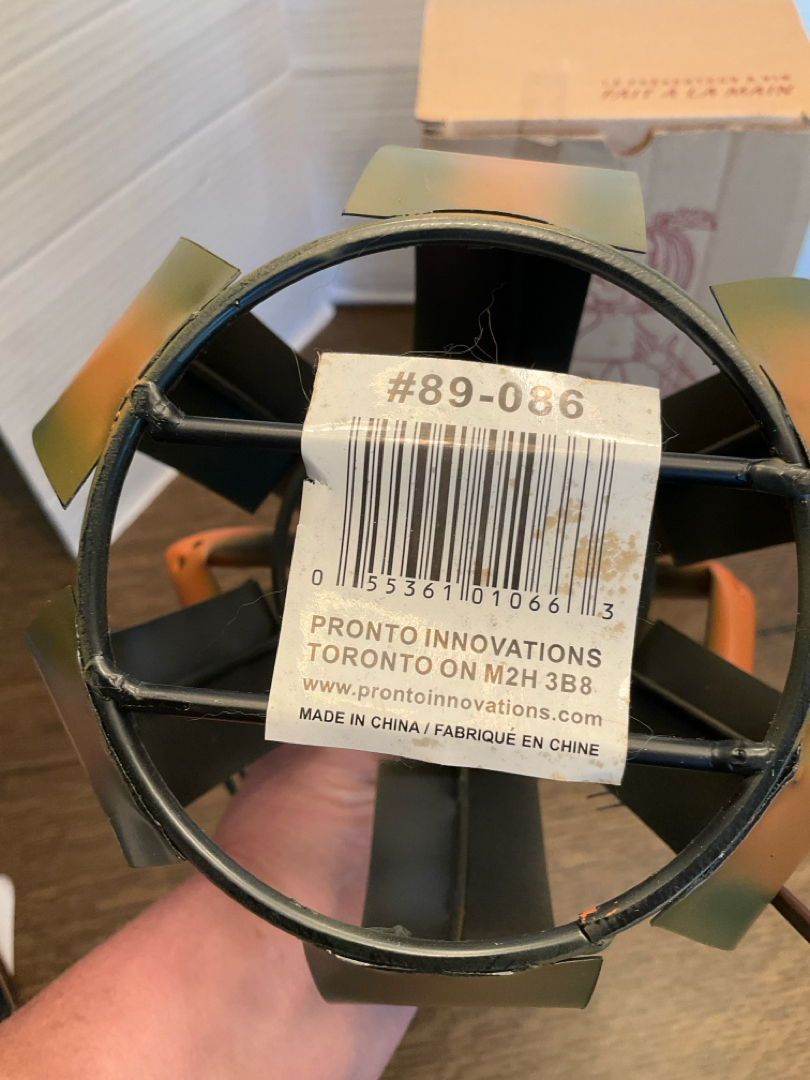 FAIT A LA MAIN
#89-086
0 55361 01066 3
PRONTO INNOVATIONS
TORONTO ON M2H 3B8
www.prontoinnovations.com
MADE IN CHINA / FABRIQUÉ EN CHINE